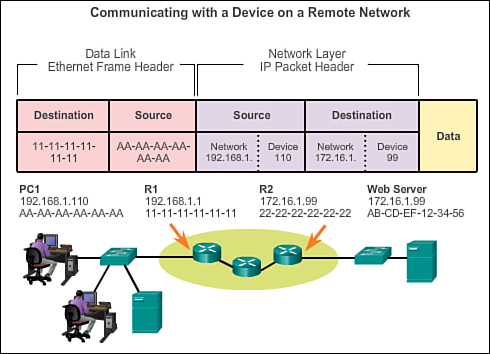 Communicating with a Device on a Remote Network
Data Link
Ethernet Frame Header
Network Layer
IP Packet Header
Destination
Source
Source
Destination
Data
11-11-11-11-
11-11
AA-AA-AA-AA-
AA-AA
Network
192.168.1.
Device
110
Network
172.16.1.
Device
99
PC1
192.168.1.110
AA-AA-AA-AA-AA-AA
R1
192.168.1.1
11-11-11-11-11-11
R2
172.16.1.99
22-22-22-22-22-22
Web Server
172.16.1.99
AB-CD-EF-12-34-56